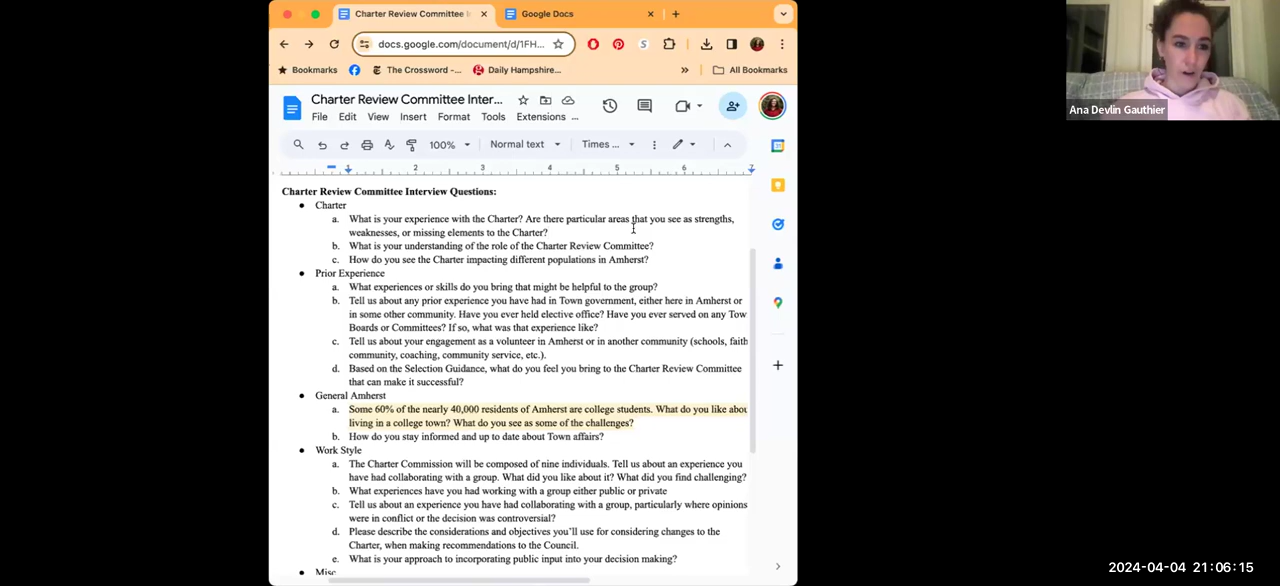 Charter Review Committee In
Google Docs
docs.google.com/document/d/1FH...
Bookmarks
The Crossword -...
Daily Hampshire...
All Bookmarks
Charter Review Committee Inter...
File Edit View Insert Format Tools Extensions ...
100% Normal text Times ...
1 2 3 4 5 6 7
Charter Review Committee Interview Questions:
Charter
a. What is your experience with the Charter? Are there particular areas that you see as strengths,
weaknesses, or missing elements to the Charter?
b. What is your understanding of the role of the Charter Review Committee?
c. How do you see the Charter impacting different populations in Amherst?
Prior Experience
a. What experiences or skills do you bring that might be helpful to the group?
b. Tell us about any prior experience you have had in Town government, either here in Amherst or
in some other community. Have you ever held elective office? Have you ever served on any Tow
Boards or Committees? If so, what was that experience like?
c. Tell us about your engagement as a volunteer in Amherst or in another community (schools, faith
community, coaching, community service, etc.).
d. Based on the Selection Guidance, what do you feel you bring to the Charter Review Committee
that can make it successful?
General Amherst
a. Some 60% of the nearly 40,000 residents of Amherst are college students. What do you like abou
living in a college town? What do you see as some of the challenges?
b. How do you stay informed and up to date about Town affairs?
Work Style
a. The Charter Commission will be composed of nine individuals. Tell us about an experience you
have had collaborating with a group. What did you like about it? What did you find challenging?
b. What experiences have you had working with a group either public or private
c. Tell us about an experience you have had collaborating with a group, particularly where opinions
were in conflict or the decision was controversial?
d. Please describe the considerations and objectives you'll use for considering changes to the
Charter, when making recommendations to the Council.
e. What is your approach to incorporating public input into your decision making?
Misc
Ana Devlin Gauthier
2024-04-04 21:06:15